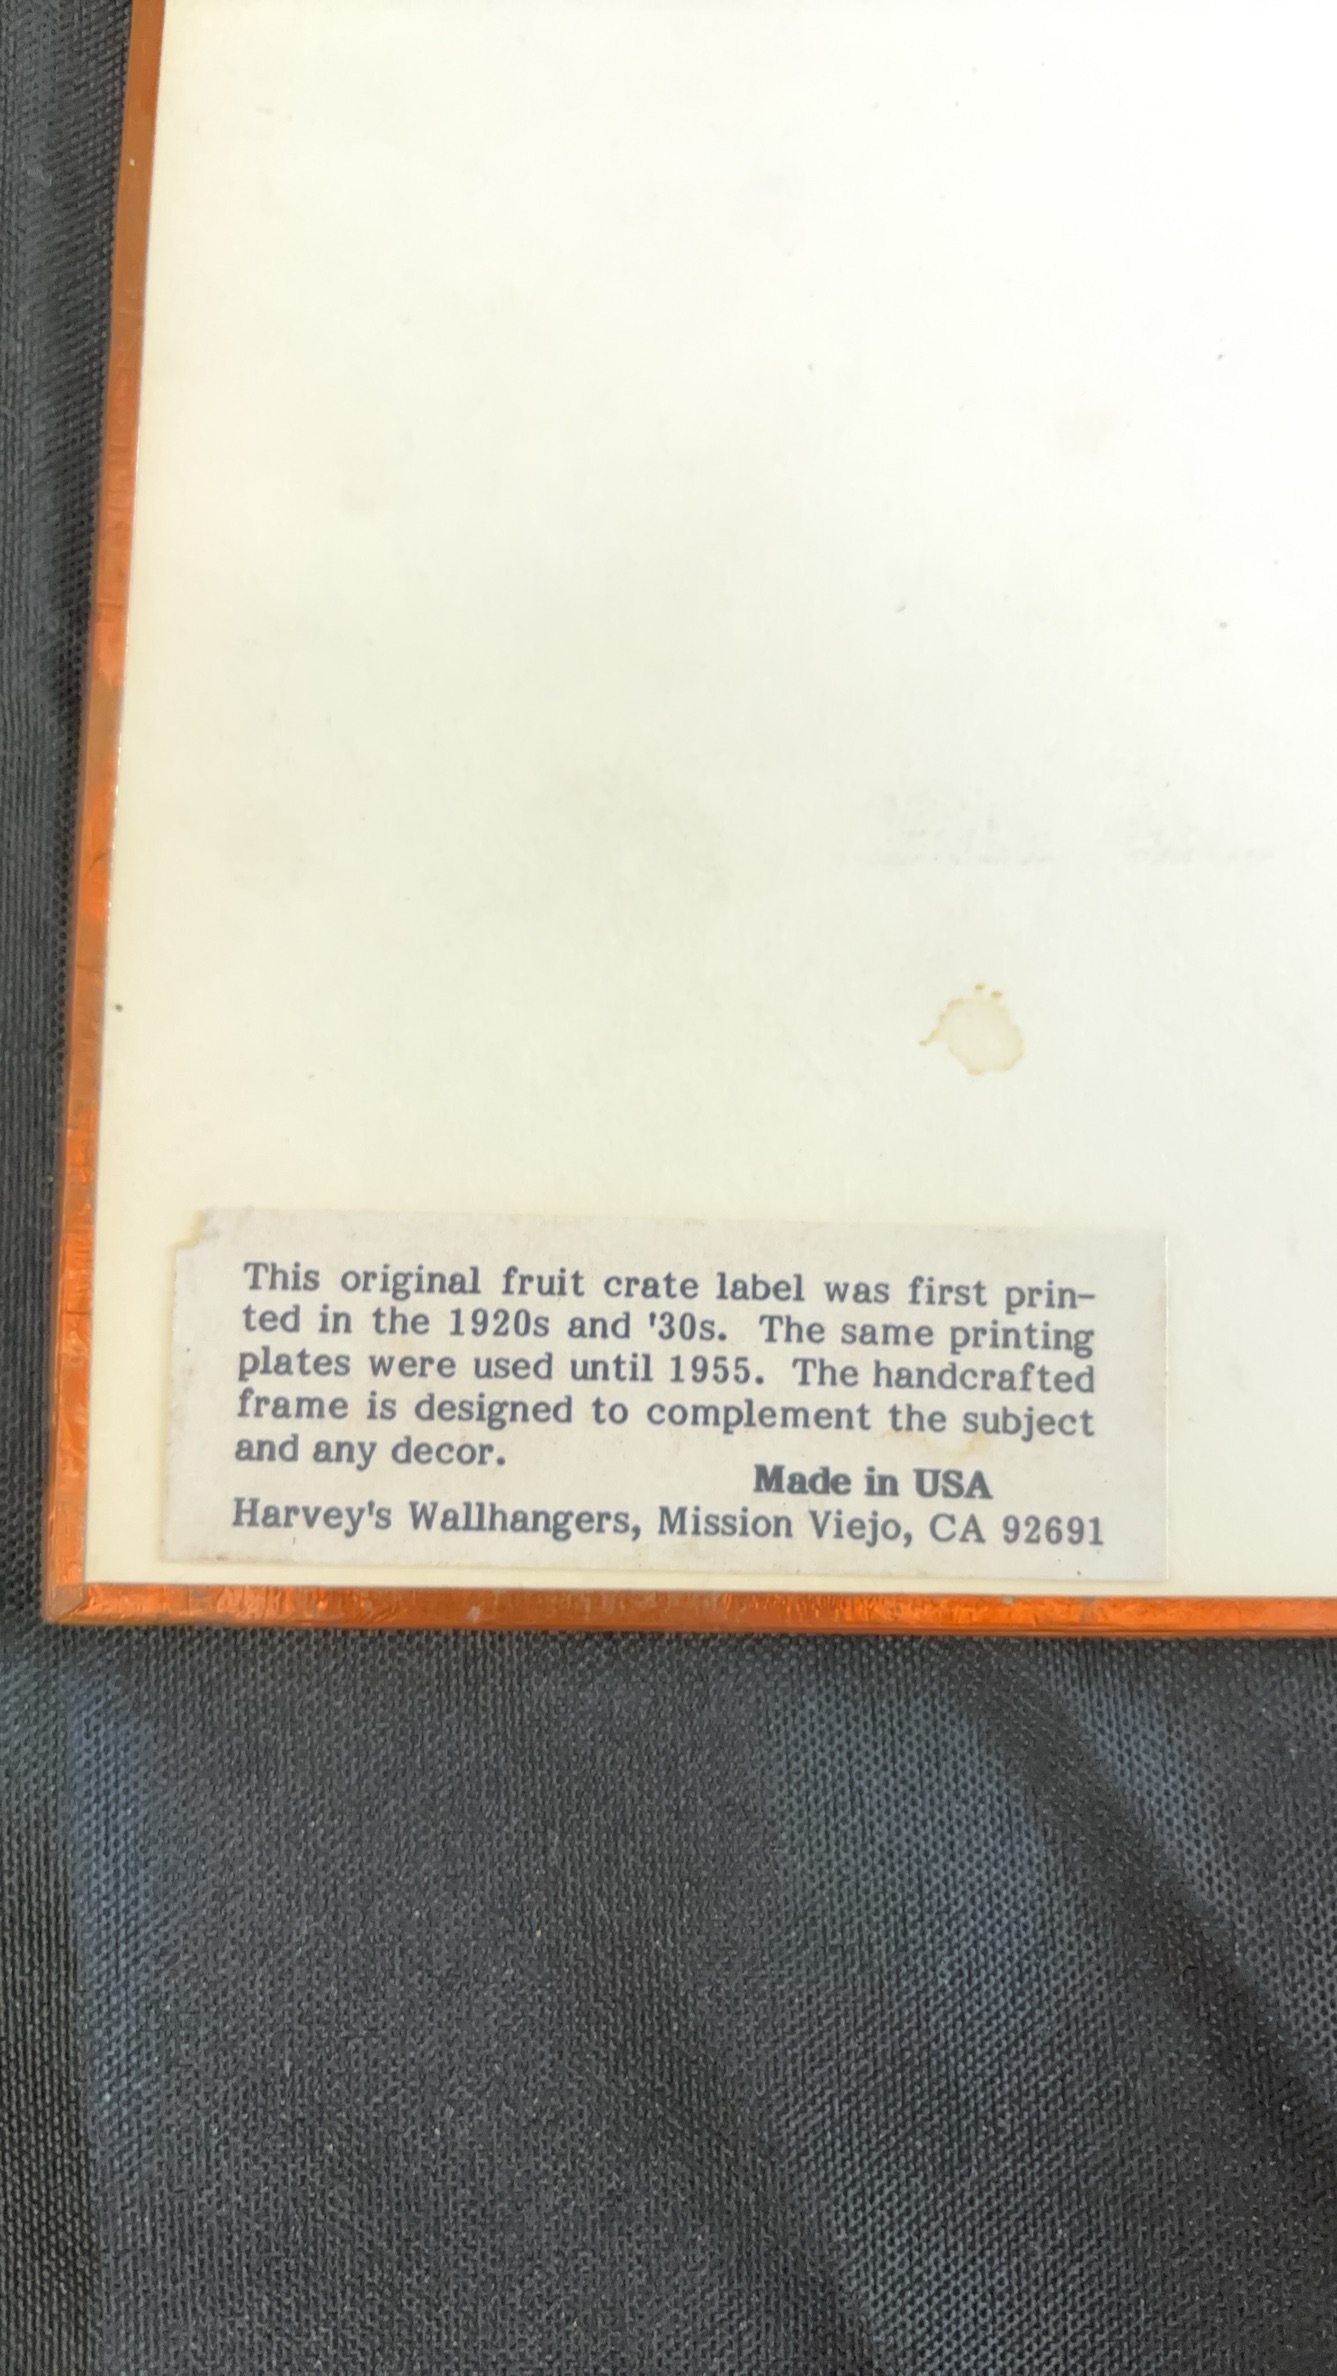 This original fruit crate label was first prin-
ted in the 1920s and '30s. The same printing
plates were used until 1955. The handcrafted
frame is designed to complement the subject
and any decor.
Made in USA
Harvey's Wallhangers, Mission Viejo, CA 92691